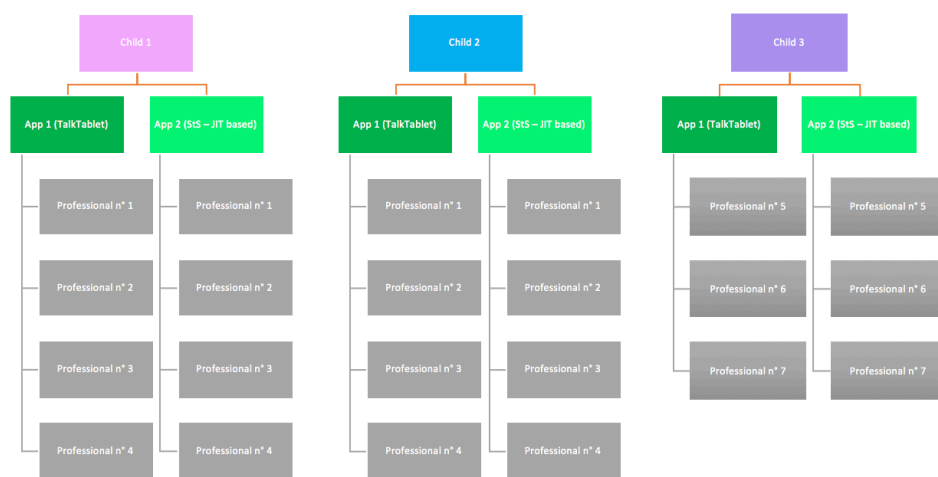 Child 1
Child 2
Child 3
App 1 (TalkTablet)
App 2 (StS – JIT based)
App 1 (TalkTablet)
App 2 (StS – JIT based)
App 1 (TalkTablet)
App 2 (StS – JIT based)
Professional n° 1
Professional n° 1
Professional n° 1
Professional n° 1
Professional n° 5
Professional n° 5
Professional n° 2
Professional n° 2
Professional n° 2
Professional n° 2
Professional n° 6
Professional n° 6
Professional n° 3
Professional n° 3
Professional n° 3
Professional n° 3
Professional n° 7
Professional n° 7
Professional n° 4
Professional n° 4
Professional n° 4
Professional n° 4